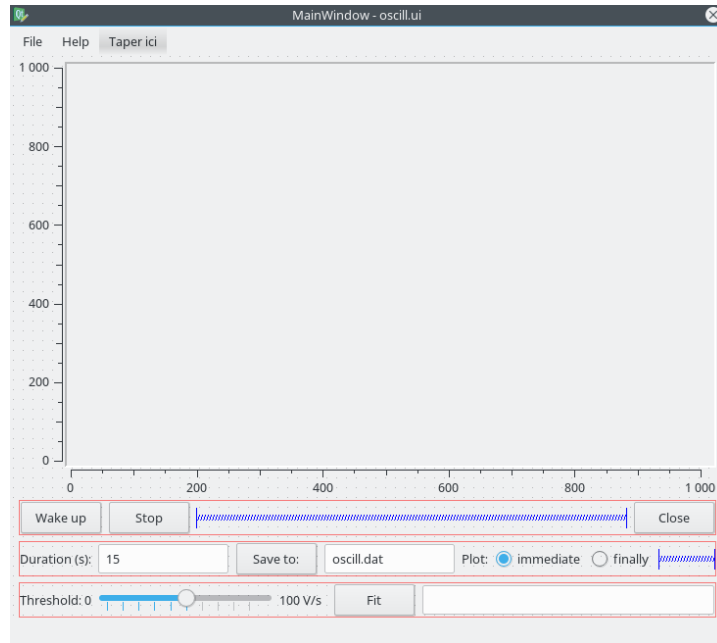 MainWindow - oscill.ui
File Help Taper ici
1 000
800
600
400
200
0
0 200 400 600 800 1 000
Wake up Stop Close
Duration (s): 15 Save to: oscill.dat Plot: immediate finally
Threshold: 0 100 V/s Fit